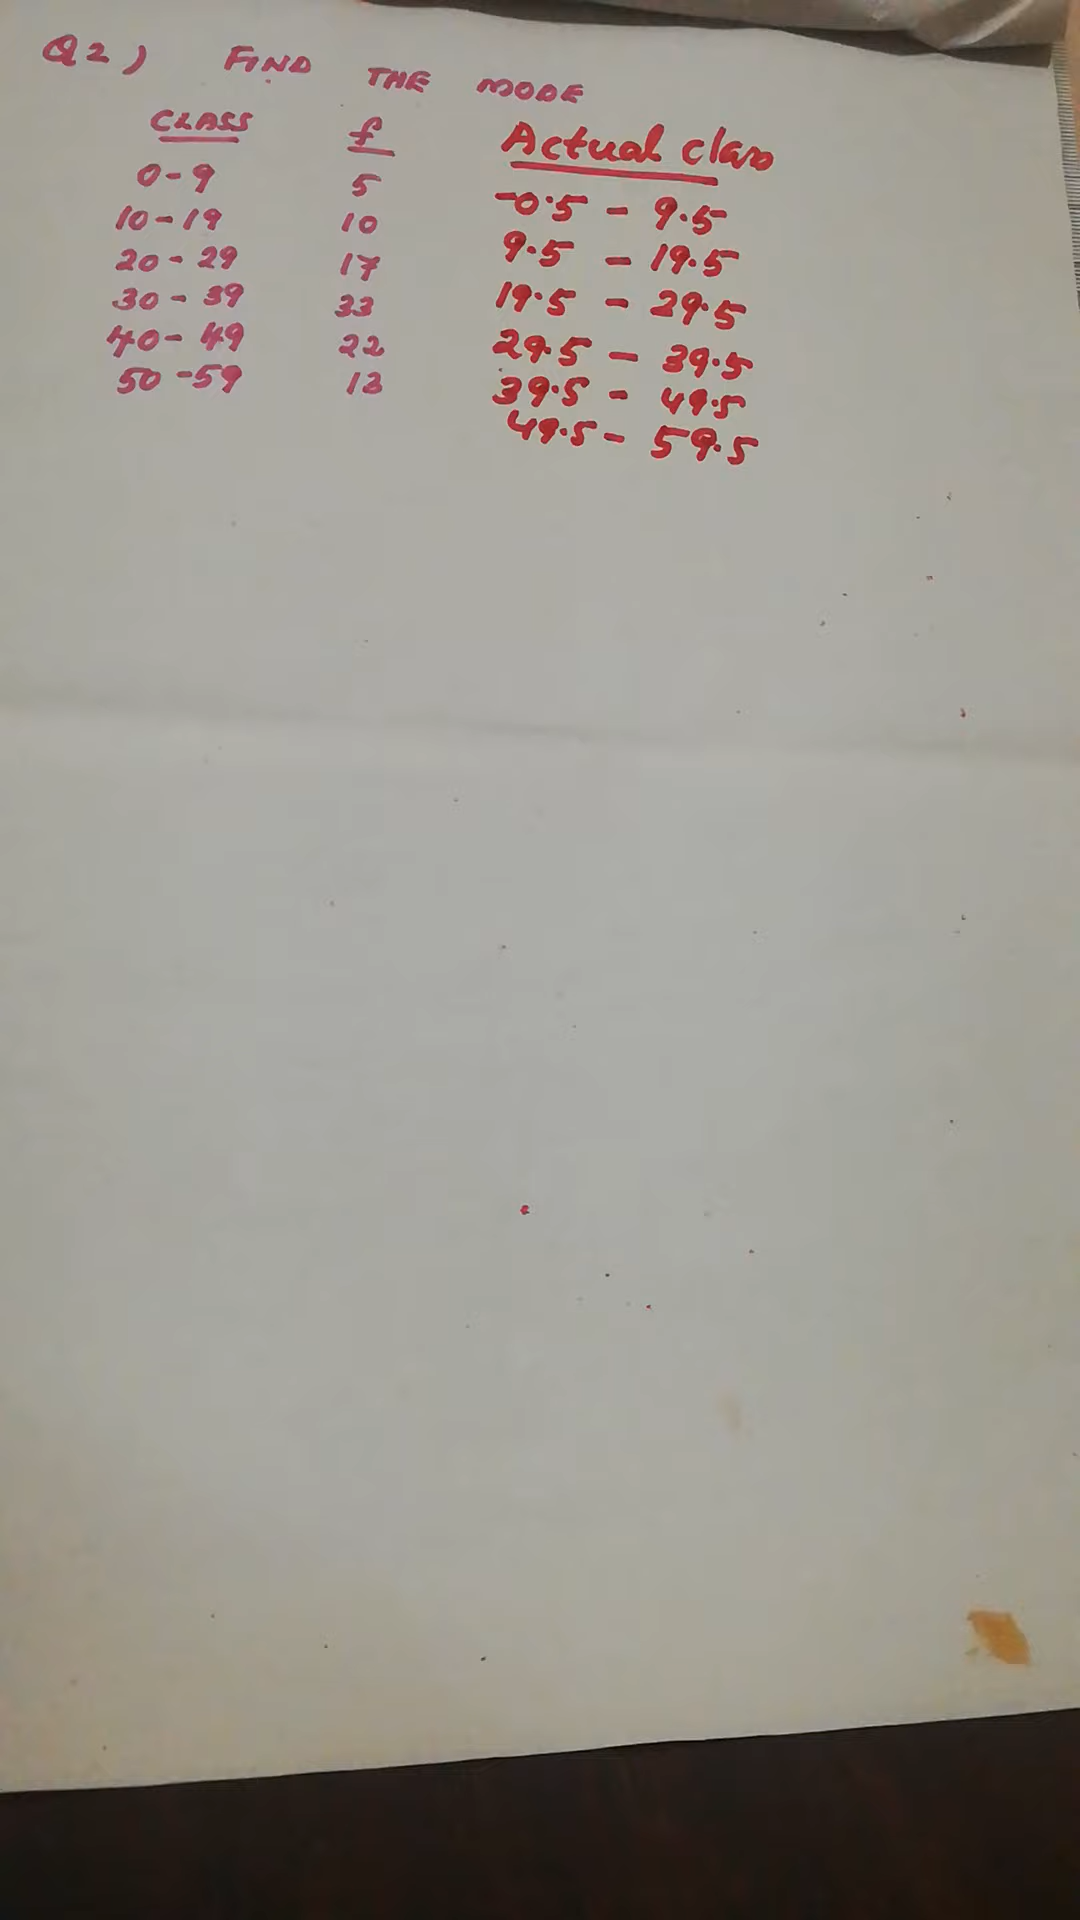 Q2) FIND THE MODE
CLASS f Actual class
0-9 5 -0.5 - 9.5
10-19 10 9.5 - 19.5
20-29 17 19.5 - 29.5
30-39 33 29.5 - 39.5
40-49 22 39.5 - 49.5
50-59 13 49.5 - 59.5